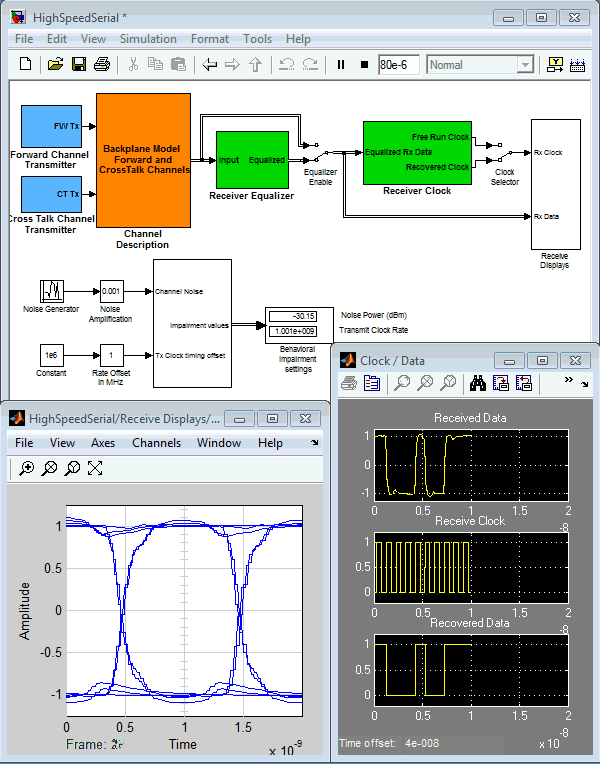 HighSpeedSerial *
File Edit View Simulation Format Tools Help
80e-6 Normal
FW Tx
Forward Channel
Transmitter
CT Tx
Cross Talk Channel
Transmitter
Backplane Model
Forward and
CrossTalk Channels
Channel
Description
Input Equalized
Receiver Equalizer
Equalizer
Enable
Free Run Clock
Equalized Rx Data
Recovered Clock
Receiver Clock
Clock
Selector
Rx Clock
Rx Data
Receive
Displays
Noise Generator
0.001
Noise
Amplification
Channel Noise
Impairment values
Tx Clock timing offset
1e6
Constant
1
Rate Offset
In MHz
-30.15
1.001e+009
Noise Power (dBm)
Transmit Clock Rate
Behavioral
Impairment
settings
HighSpeedSerial/Receive Displays/...
File View Axes Channels Window Help
Amplitude
1
0.5
0
-0.5
-1
0 0.5 1 1.5
Time
x 10^-9
Clock / Data
»
Received Data
1
0
-1
0 0.5 1 1.5 2
-8
Receive Clock
1
0.5
0
0 0.5 1 1.5 2
-8
Recovered Data
1
0.5
0
0 0.5 1 1.5 2
x 10^-8
Time offset: 4e-008
Frame: